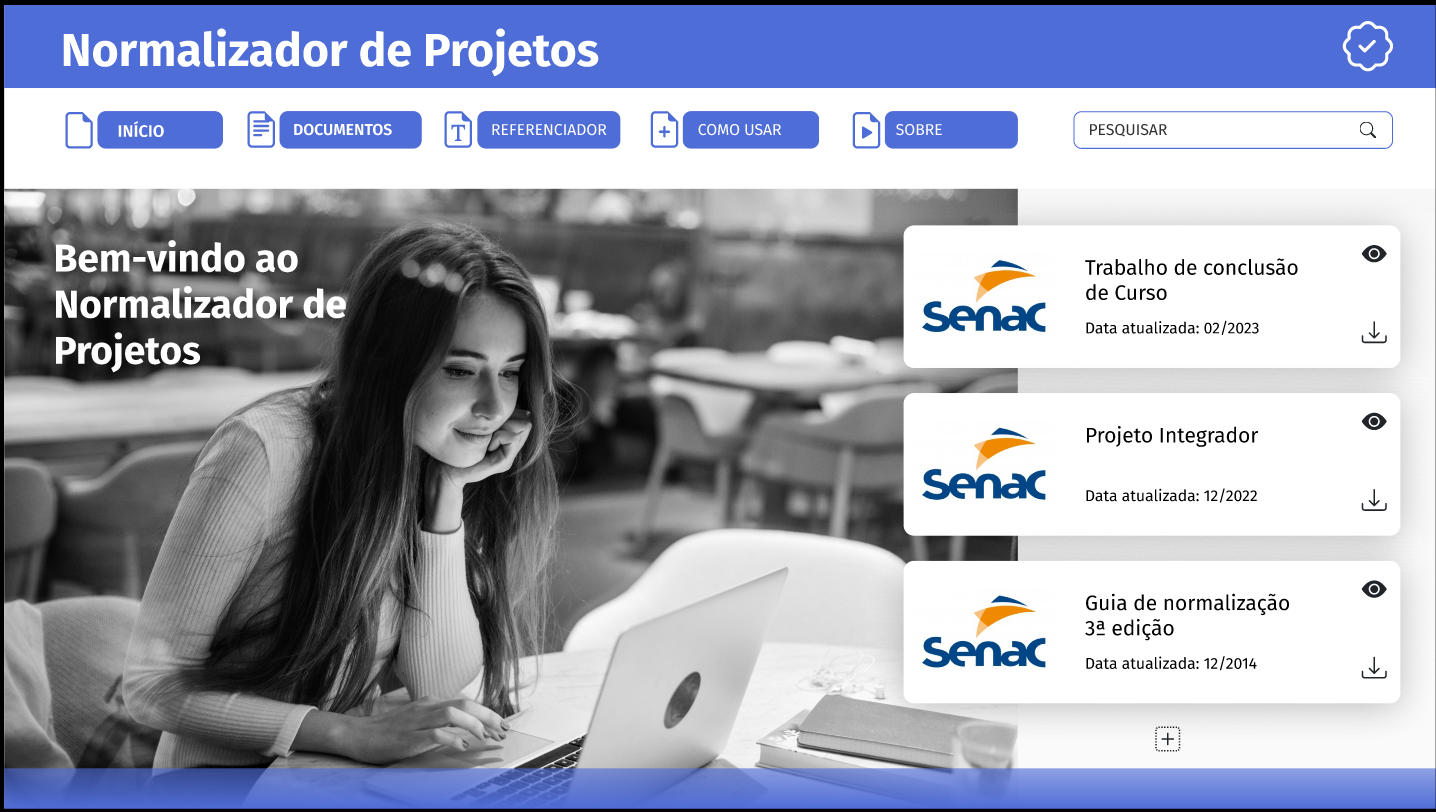 Normalizador de Projetos
INÍCIO
DOCUMENTOS
T
REFERENCIADOR
COMO USAR
SOBRE
PESQUISAR
Bem-vindo ao
Normalizador de
Projetos
senac
Trabalho de conclusão
de Curso
Data atualizada: 02/2023
senac
Projeto Integrador
Data atualizada: 12/2022
senac
Guia de normalização
3ª edição
Data atualizada: 12/2014